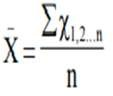 X̄ = Σχ₁,₂...ₙ / n